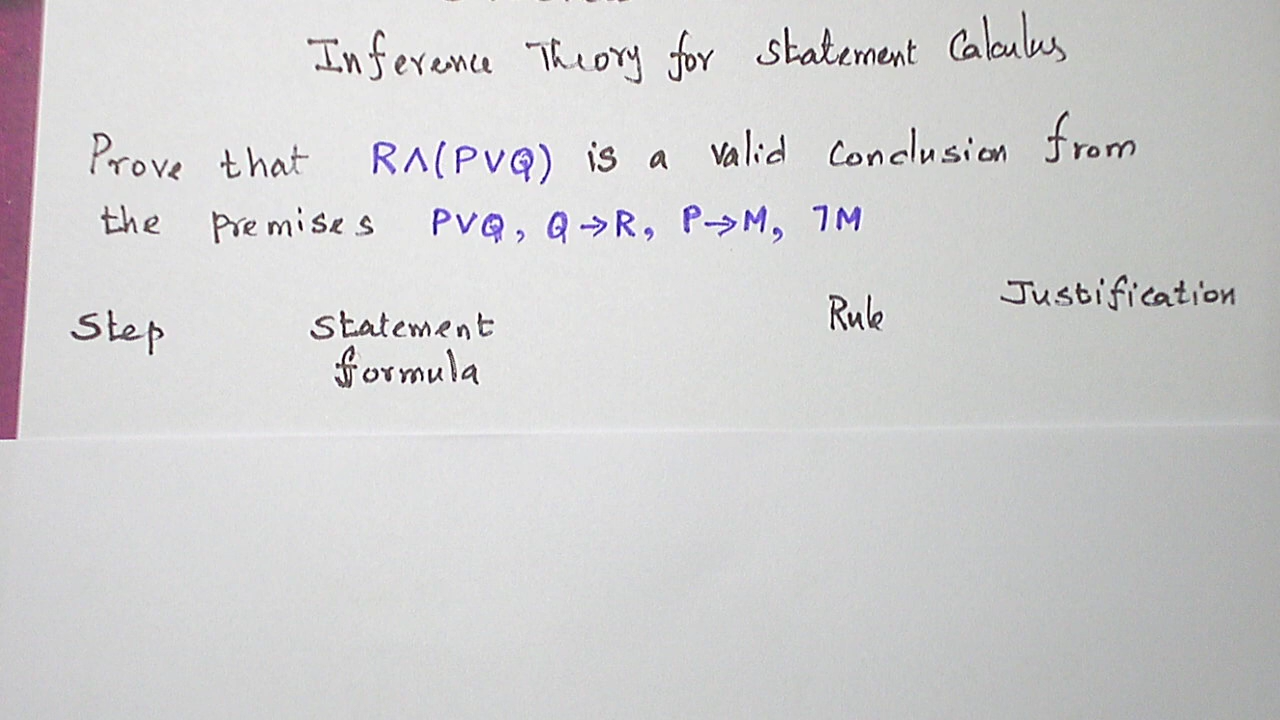 Inference Theory for Statement Calculus
Prove that R∧(P∨Q) is a valid Conclusion from
the premises P∨Q, Q→R, P→M, ⅂M
Step Statement formula Rule Justification